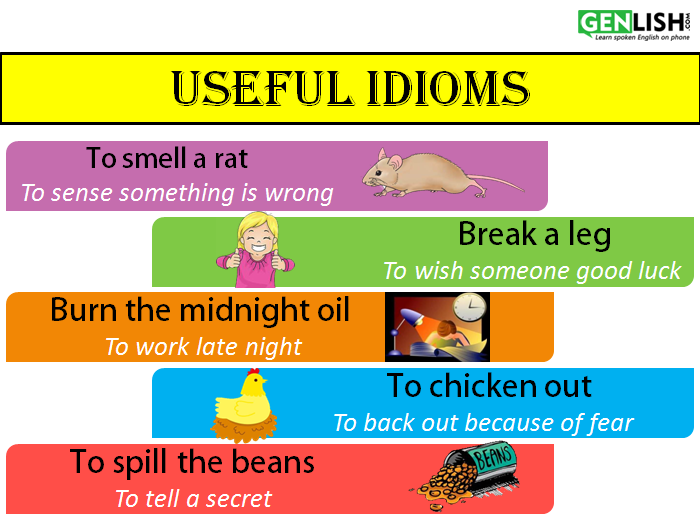 GENLISH.COM
Learn spoken English on phone
USEFUL IDIOMS
To smell a rat
To sense something is wrong
Break a leg
To wish someone good luck
Burn the midnight oil
To work late night
To chicken out
To back out because of fear
To spill the beans
To tell a secret
BEANS